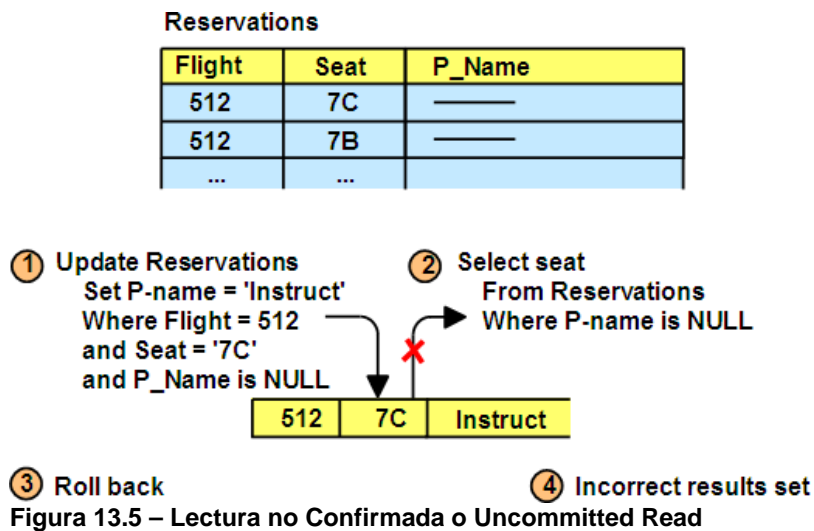 Reservations
Flight Seat P_Name
512 7C
512 7B
... ...
1 Update Reservations
Set P-name = 'Instruct'
Where Flight = 512
and Seat = '7C'
and P_Name is NULL
2 Select seat
From Reservations
Where P-name is NULL
512 7C Instruct
3 Roll back
4 Incorrect results set
Figura 13.5 – Lectura no Confirmada o Uncommitted Read